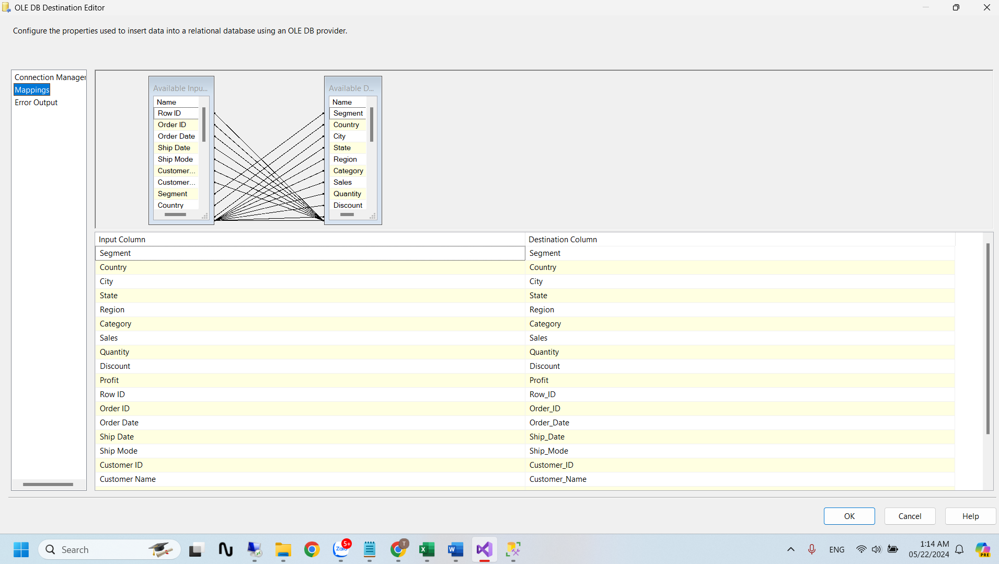 OLE DB Destination Editor
Configure the properties used to insert data into a relational database using an OLE DB provider.
Connection Manager
Mappings
Error Output
Available Inpu...
Name
Row ID
Order ID
Order Date
Ship Date
Ship Mode
Customer...
Customer...
Segment
Country
Available D...
Name
Segment
Country
City
State
Region
Category
Sales
Quantity
Discount
Input Column Destination Column
Segment Segment
Country Country
City City
State State
Region Region
Category Category
Sales Sales
Quantity Quantity
Discount Discount
Profit Profit
Row ID Row_ID
Order ID Order_ID
Order Date Order_Date
Ship Date Ship_Date
Ship Mode Ship_Mode
Customer ID Customer_ID
Customer Name Customer_Name
OK Cancel Help
Search
Zalo
5+
T
ENG
1:14 AM
05/22/2024
PRE